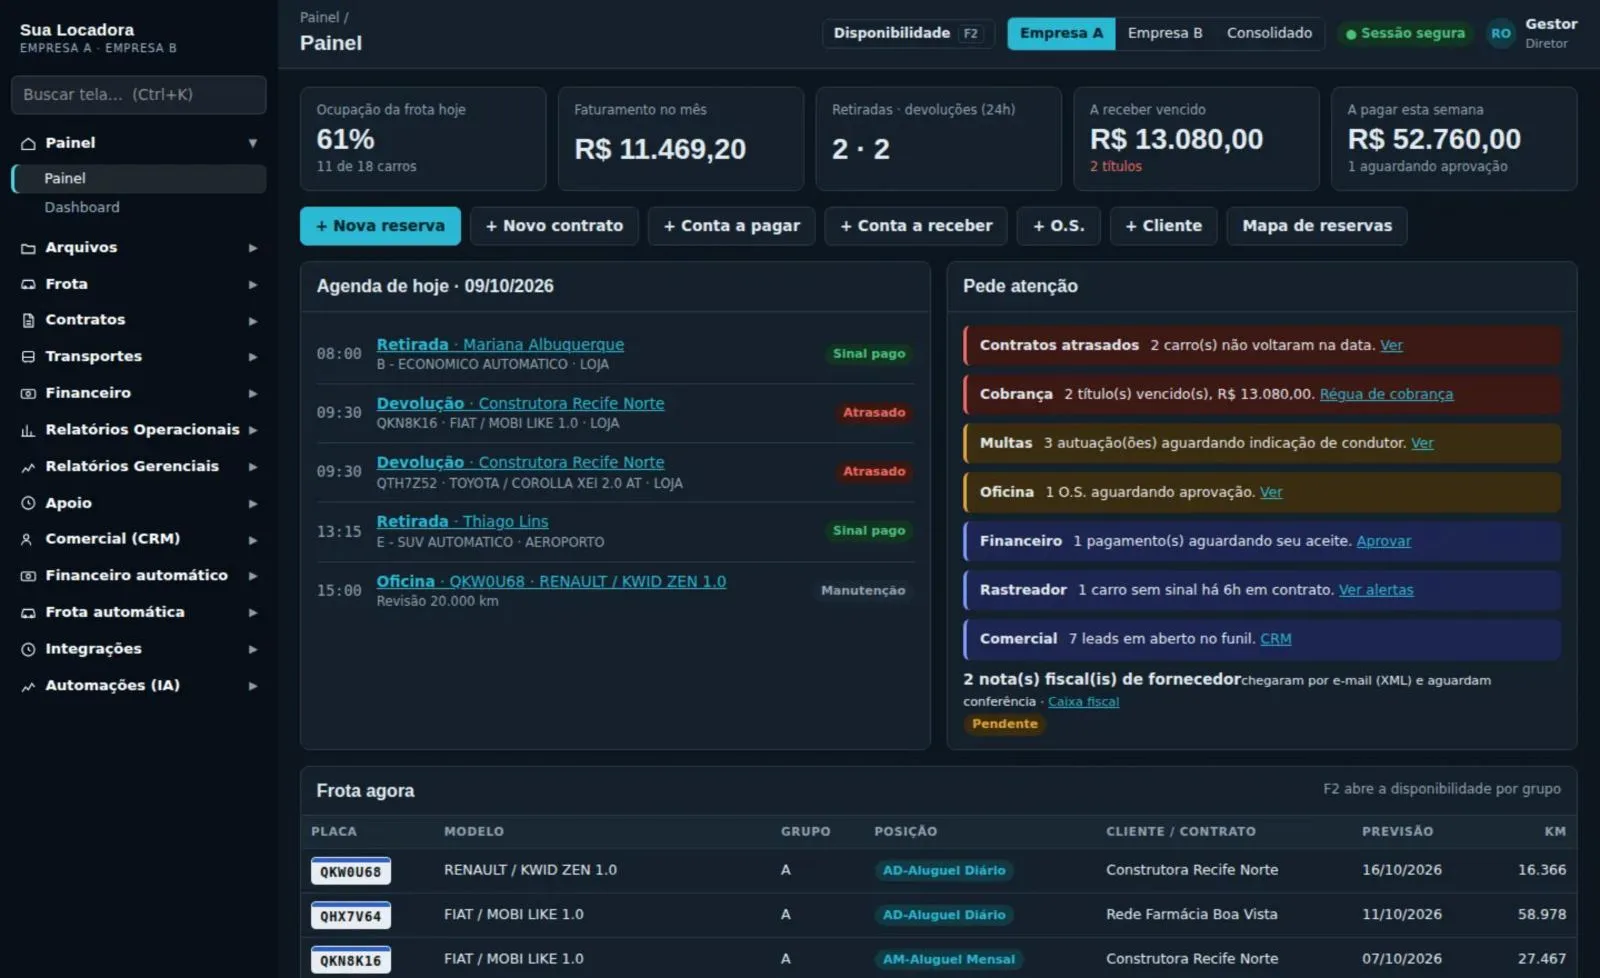 Sua Locadora
EMPRESA A · EMPRESA B
Buscar tela... (Ctrl+K)
Painel
Painel
Dashboard
Arquivos
Frota
Contratos
Transportes
Financeiro
Relatórios Operacionais
Relatórios Gerenciais
Apoio
Comercial (CRM)
Financeiro automático
Frota automática
Integrações
Automações (IA)
Painel /
Painel
Disponibilidade F2
Empresa A Empresa B Consolidado
Sessão segura
RO
Gestor
Diretor
Ocupação da frota hoje
61%
11 de 18 carros
Faturamento no mês
R$ 11.469,20
Retiradas · devoluções (24h)
2 · 2
A receber vencido
R$ 13.080,00
2 títulos
A pagar esta semana
R$ 52.760,00
1 aguardando aprovação
+ Nova reserva
+ Novo contrato
+ Conta a pagar
+ Conta a receber
+ O.S.
+ Cliente
Mapa de reservas
Agenda de hoje · 09/10/2026
08:00 Retirada · Mariana Albuquerque Sinal pago
B - ECONOMICO AUTOMATICO · LOJA
09:30 Devolução · Construtora Recife Norte Atrasado
QKN8K16 · FIAT / MOBI LIKE 1.0 · LOJA
09:30 Devolução · Construtora Recife Norte Atrasado
QTH7Z52 · TOYOTA / COROLLA XEI 2.0 AT · LOJA
13:15 Retirada · Thiago Lins Sinal pago
E - SUV AUTOMATICO · AEROPORTO
15:00 Oficina · QKW0U68 · RENAULT / KWID ZEN 1.0 Manutenção
Revisão 20.000 km
Pede atenção
Contratos atrasados 2 carro(s) não voltaram na data. Ver
Cobrança 2 título(s) vencido(s), R$ 13.080,00. Régua de cobrança
Multas 3 autuação(ões) aguardando indicação de condutor. Ver
Oficina 1 O.S. aguardando aprovação. Ver
Financeiro 1 pagamento(s) aguardando seu aceite. Aprovar
Rastreador 1 carro sem sinal há 6h em contrato. Ver alertas
Comercial 7 leads em aberto no funil. CRM
2 nota(s) fiscal(is) de fornecedorchegaram por e-mail (XML) e aguardam
conferência · Caixa fiscal
Pendente
Frota agora
F2 abre a disponibilidade por grupo
PLACA MODELO GRUPO POSIÇÃO CLIENTE / CONTRATO PREVISÃO KM
QKW0U68 RENAULT / KWID ZEN 1.0 A AD-Aluguel Diário Construtora Recife Norte 16/10/2026 16.366
QHX7V64 FIAT / MOBI LIKE 1.0 A AD-Aluguel Diário Rede Farmácia Boa Vista 11/10/2026 58.978
QKN8K16 FIAT / MOBI LIKE 1.0 A AM-Aluguel Mensal Construtora Recife Norte 07/10/2026 27.467